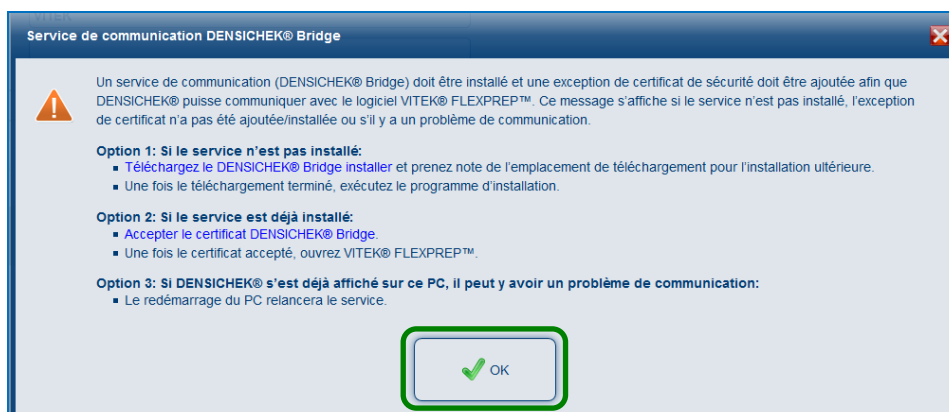 VITEK
Service de communication DENSICHEK® Bridge
Un service de communication (DENSICHEK® Bridge) doit être installé et une exception de certificat de sécurité doit être ajoutée afin que
DENSICHEK® puisse communiquer avec le logiciel VITEK® FLEXPREP™. Ce message s'affiche si le service n'est pas installé, l'exception
de certificat n'a pas été ajoutée/installée ou s'il y a un problème de communication.
Option 1: Si le service n'est pas installé:
▪ Téléchargez le DENSICHEK® Bridge installer et prenez note de l'emplacement de téléchargement pour l'installation ultérieure.
▪ Une fois le téléchargement terminé, exécutez le programme d'installation.
Option 2: Si le service est déjà installé:
▪ Accepter le certificat DENSICHEK® Bridge.
▪ Une fois le certificat accepté, ouvrez VITEK® FLEXPREP™.
Option 3: Si DENSICHEK® s'est déjà affiché sur ce PC, il peut y avoir un problème de communication:
▪ Le redémarrage du PC relancera le service.
OK